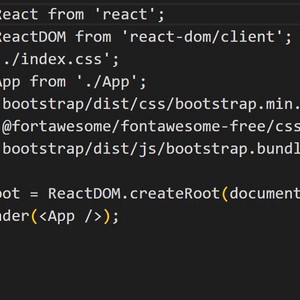 React from 'react';
ReactDOM from 'react-dom/client';
./index.css';
App from './App';
bootstrap/dist/css/bootstrap.min.
@fortawesome/fontawesome-free/css
bootstrap/dist/js/bootstrap.bundl
oot = ReactDOM.createRoot(document
nder(<App />);